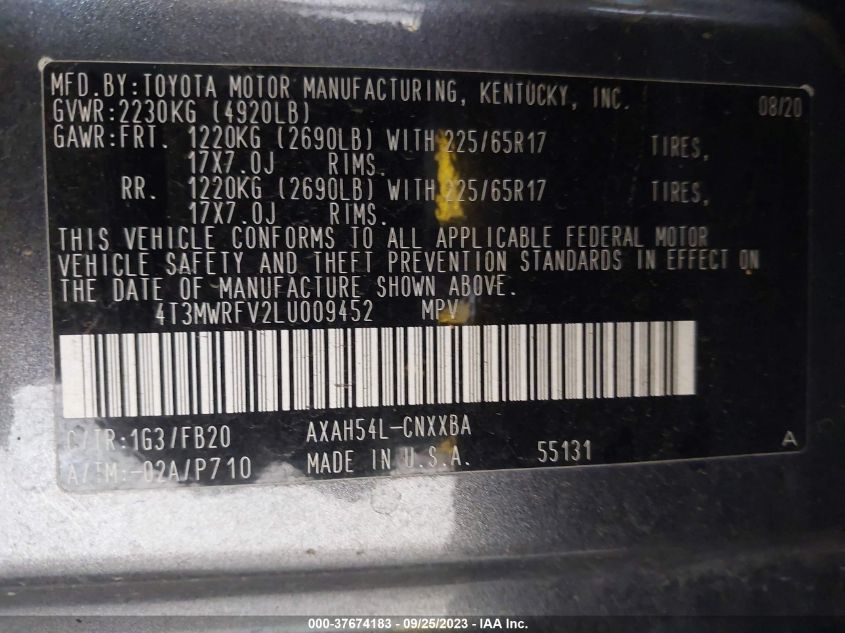 MFD.BY:TOYOTA MOTOR MANUFACTURING, KENTUCKY, INC. 08/20
GVWR:2230KG (4920LB)
GAWR:FRT. 1220KG (2690LB) WITH 225/65R17 TIRES,
17X7.0J RIMS.
RR. 1220KG (2690LB) WITH 225/65R17 TIRES,
17X7.0J RIMS.
THIS VEHICLE CONFORMS TO ALL APPLICABLE FEDERAL MOTOR
VEHICLE SAFETY AND THEFT PREVENTION STANDARDS IN EFFECT ON
THE DATE OF MANUFACTURE SHOWN ABOVE.
4T3MWRFV2LU009452 MPV
C/TR:1G3/FB20 AXAH54L-CNXXBA A
A/TM:-02A/P710 MADE IN U.S.A. 55131
000-37674183 - 09/25/2023 - IAA Inc.